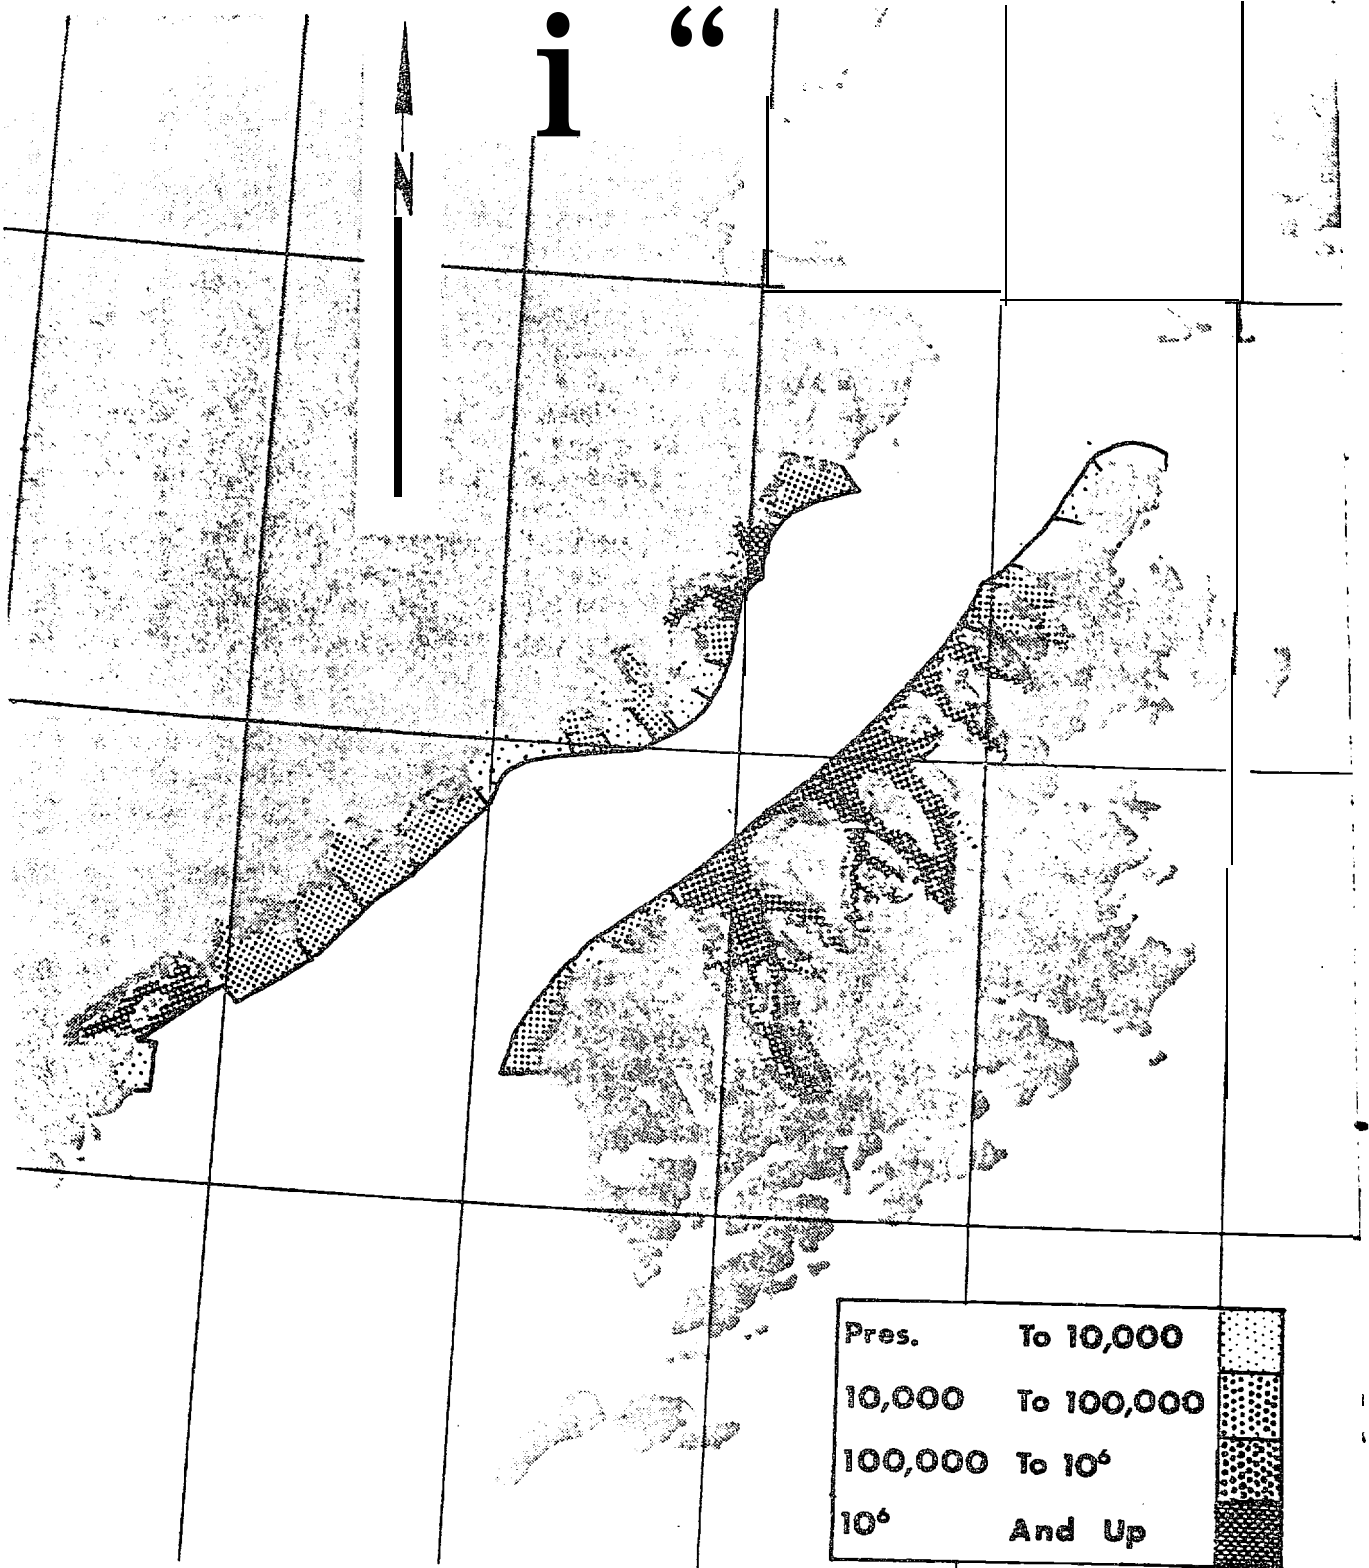 i “
N
Pres. To 10,000
10,000 To 100,000
100,000 To 10⁶
10⁶ And Up